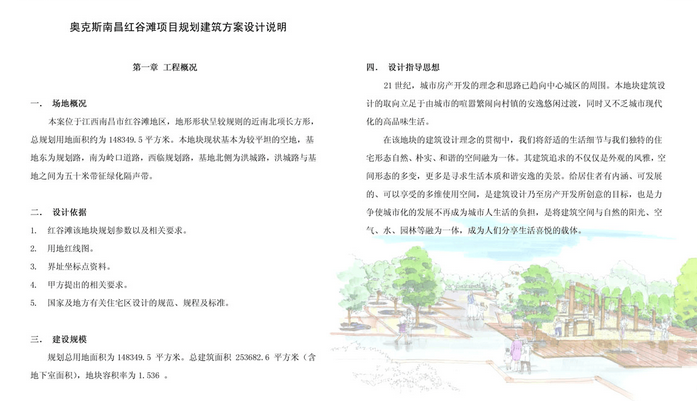 奥克斯南昌红谷滩项目规划建筑方案设计说明
第一章 工程概况
一． 场地概况
本案位于江西南昌市红谷滩地区，地形形状呈较规则的近南北项长方形，
总规划用地面积约为 148349.5 平方米。本地块现状基本为较平坦的空地，基
地东为规划路，南为岭口道路，西临规划路，基地北侧为洪城路，洪城路与基
地之间为五十米带征绿化隔声带。
二． 设计依据
1. 红谷滩该地块规划参数以及相关要求。
2. 用地红线图。
3. 界址坐标点资料。
4. 甲方提出的相关要求。
5. 国家及地方有关住宅区设计的规范、规程及标准。
三． 建设规模
规划总用地面积为 148349.5 平方米。总建筑面积 253682.6 平方米（含
地下室面积），地块容积率为 1.536 。
四． 设计指导思想
21 世纪，城市房产开发的理念和思路已趋向中心城区的周围。本地块建筑设
计的取向立足于由城市的喧嚣繁闹向村镇的安逸悠闲过渡，同时又不乏城市现代
化的高品味生活。
在该地块的建筑设计理念的贯彻中，我们将舒适的生活细节与我们独特的住
宅形态自然、朴实、和谐的空间融为一体。其建筑追求的不仅仅是外观的风雅，空
间形态的多变，更多是寻求生活本质和谐安逸的美景。给居住者有内涵、可发展
的、可以享受的多维使用空间，是建筑设计乃至房产开发所创意的目标，也是力
争使城市化的发展不再成为城市人生活的负担，是将建筑空间与自然的阳光、空
气、水、园林等融为一体，成为人们分享生活喜悦的载体。